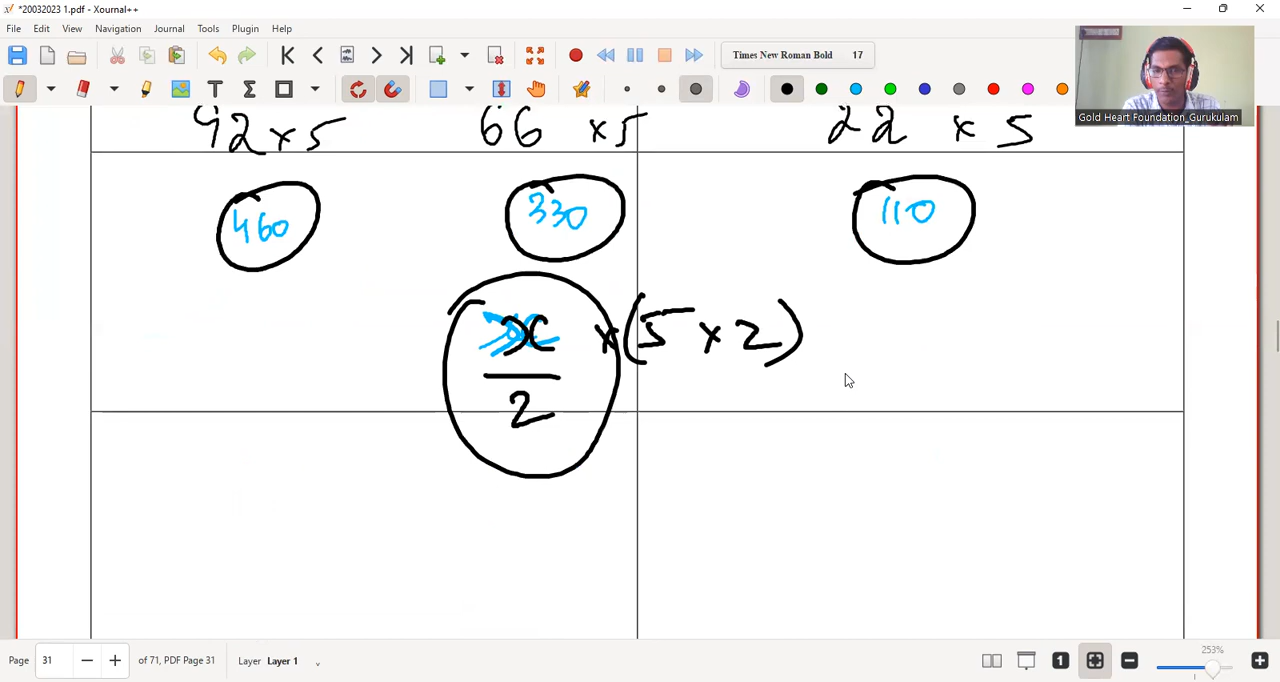 *20032023 1.pdf - Xournal++
File Edit View Navigation Journal Tools Plugin Help
Times New Roman Bold 17
Gold Heart Foundation_Gurukulam
92 x 5 66 x 5 22 x 5
460 330 110
x x (5 x 2)
2
Page 31 of 71, PDF Page 31 Layer Layer 1 253%